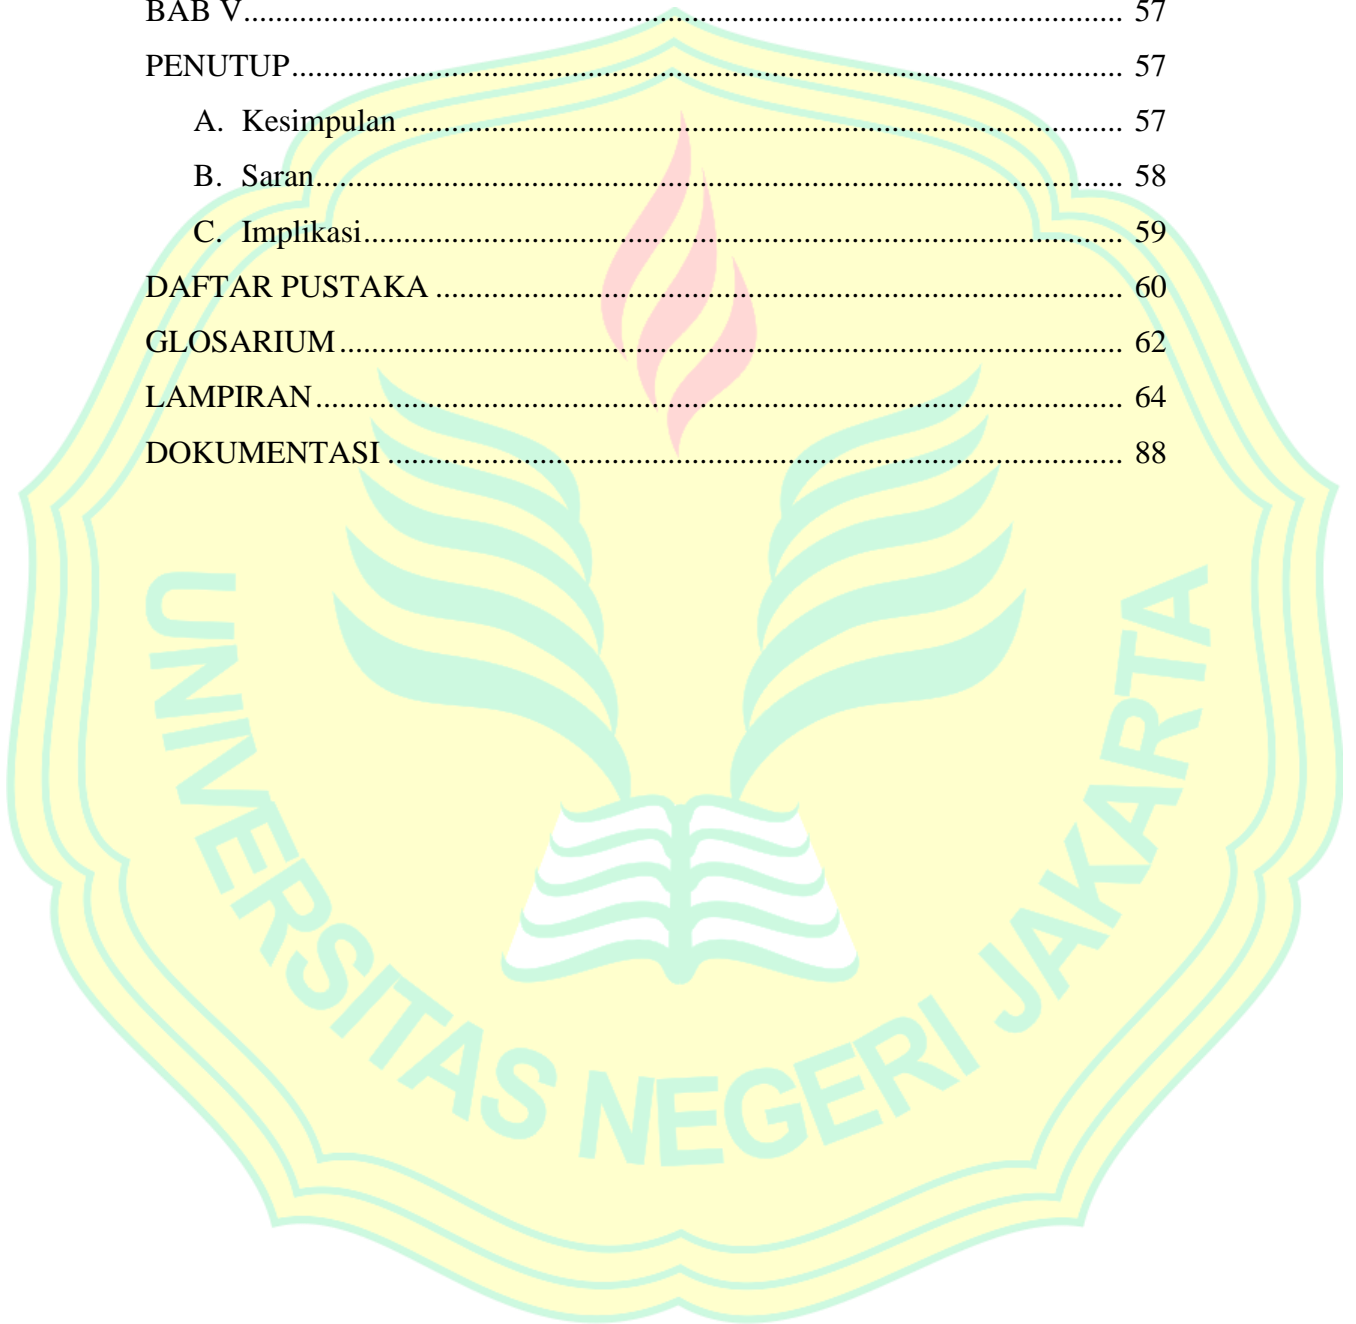 BAB V.............................................................................................................. 57
PENUTUP........................................................................................................ 57
A. Kesimpulan .......................................................................................... 57
B. Saran..................................................................................................... 58
C. Implikasi............................................................................................... 59
DAFTAR PUSTAKA ...................................................................................... 60
GLOSARIUM.................................................................................................. 62
LAMPIRAN..................................................................................................... 64
DOKUMENTASI ............................................................................................ 88
UNIVERSITAS NEGERI JAKARTA